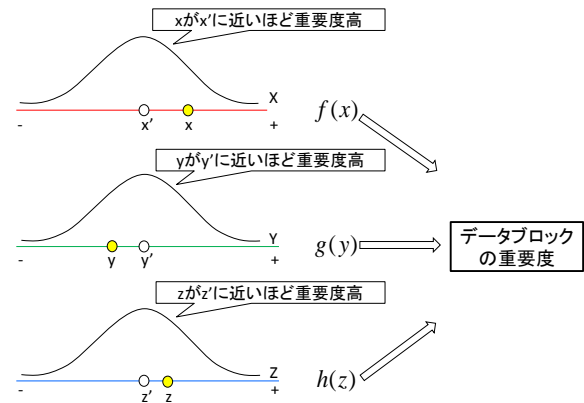 xがx'に近いほど重要度高
X
x' x
- +
f(x)
yがy'に近いほど重要度高
Y
y y'
- +
g(y)
データブロック
の重要度
zがz'に近いほど重要度高
Z
z' z
- +
h(z)